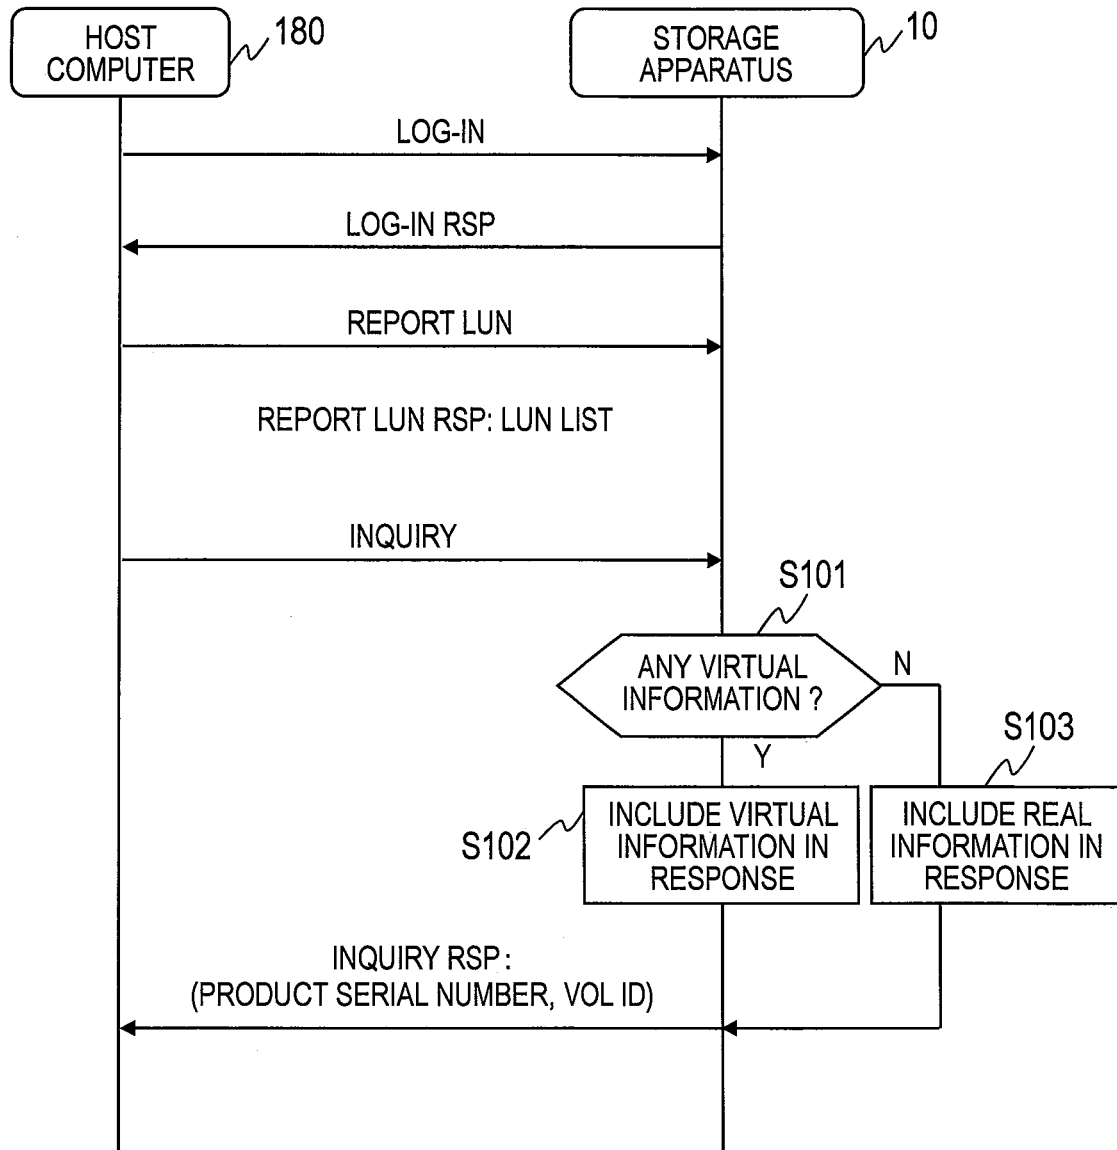 HOST
COMPUTER
180
STORAGE
APPARATUS
10
LOG-IN
LOG-IN RSP
REPORT LUN
REPORT LUN RSP: LUN LIST
INQUIRY
S101
ANY VIRTUAL
INFORMATION ?
N
Y
S103
S102
INCLUDE VIRTUAL
INFORMATION IN
RESPONSE
INCLUDE REAL
INFORMATION IN
RESPONSE
INQUIRY RSP:
(PRODUCT SERIAL NUMBER, VOL ID)